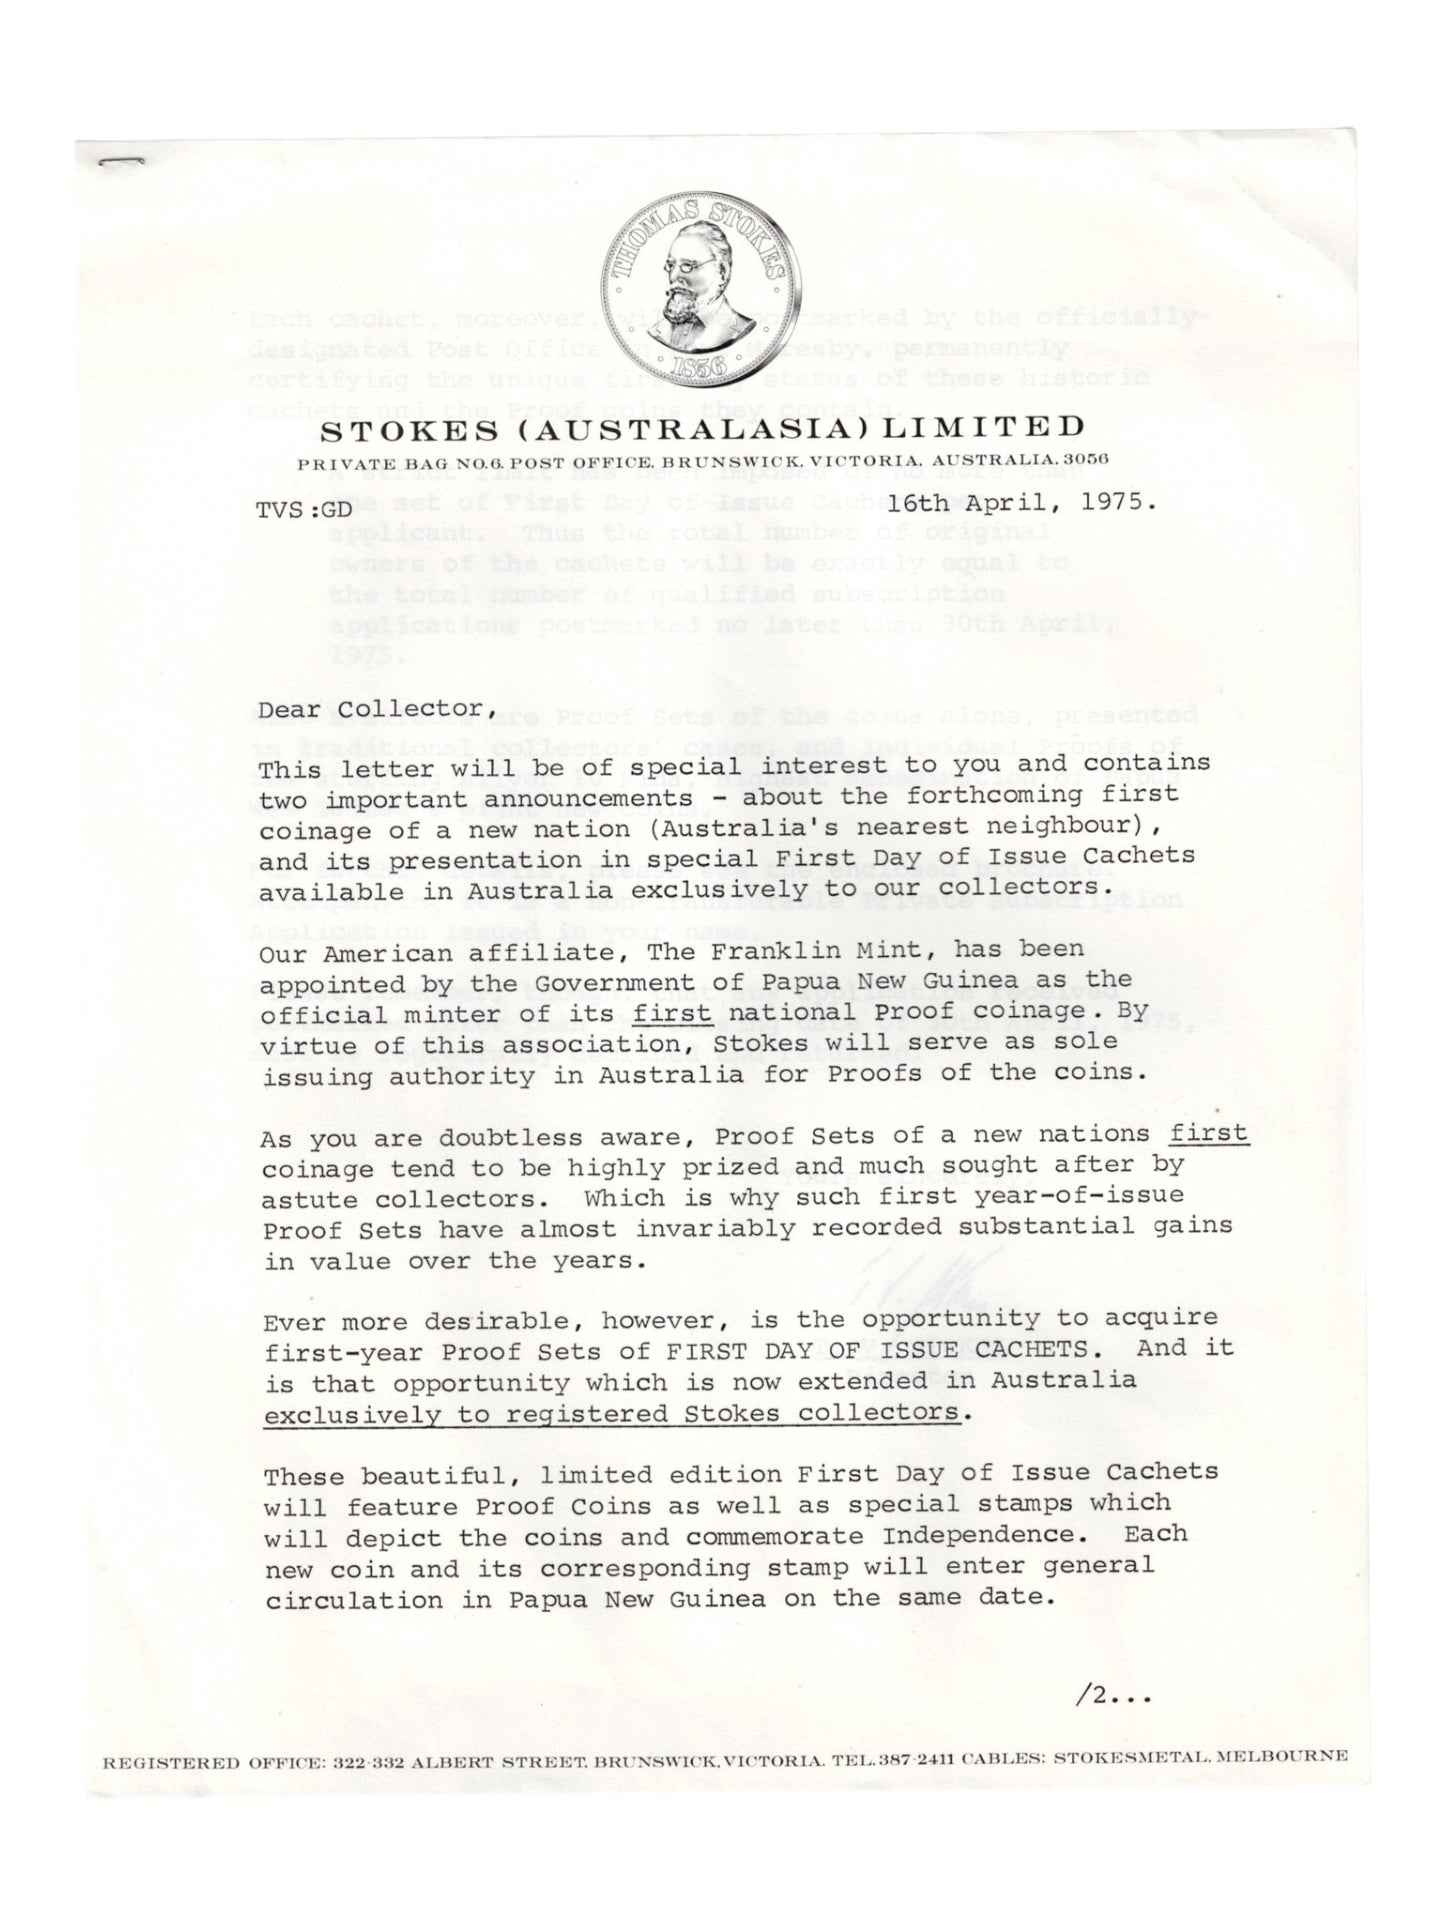 THOMAS STOKES
1856
STOKES (AUSTRALASIA) LIMITED
PRIVATE BAG NO.6. POST OFFICE. BRUNSWICK. VICTORIA. AUSTRALIA. 3056
TVS :GD 16th April, 1975.
Dear Collector,
This letter will be of special interest to you and contains
two important announcements - about the forthcoming first
coinage of a new nation (Australia's nearest neighbour),
and its presentation in special First Day of Issue Cachets
available in Australia exclusively to our collectors.
Our American affiliate, The Franklin Mint, has been
appointed by the Government of Papua New Guinea as the
official minter of its first national Proof coinage. By
virtue of this association, Stokes will serve as sole
issuing authority in Australia for Proofs of the coins.
As you are doubtless aware, Proof Sets of a new nations first
coinage tend to be highly prized and much sought after by
astute collectors. Which is why such first year-of-issue
Proof Sets have almost invariably recorded substantial gains
in value over the years.
Ever more desirable, however, is the opportunity to acquire
first-year Proof Sets of FIRST DAY OF ISSUE CACHETS. And it
is that opportunity which is now extended in Australia
exclusively to registered Stokes collectors.
These beautiful, limited edition First Day of Issue Cachets
will feature Proof Coins as well as special stamps which
will depict the coins and commemorate Independence. Each
new coin and its corresponding stamp will enter general
circulation in Papua New Guinea on the same date.
/2...
REGISTERED OFFICE: 322-332 ALBERT STREET, BRUNSWICK, VICTORIA. TEL. 387-2411 CABLES: STOKESMETAL, MELBOURNE